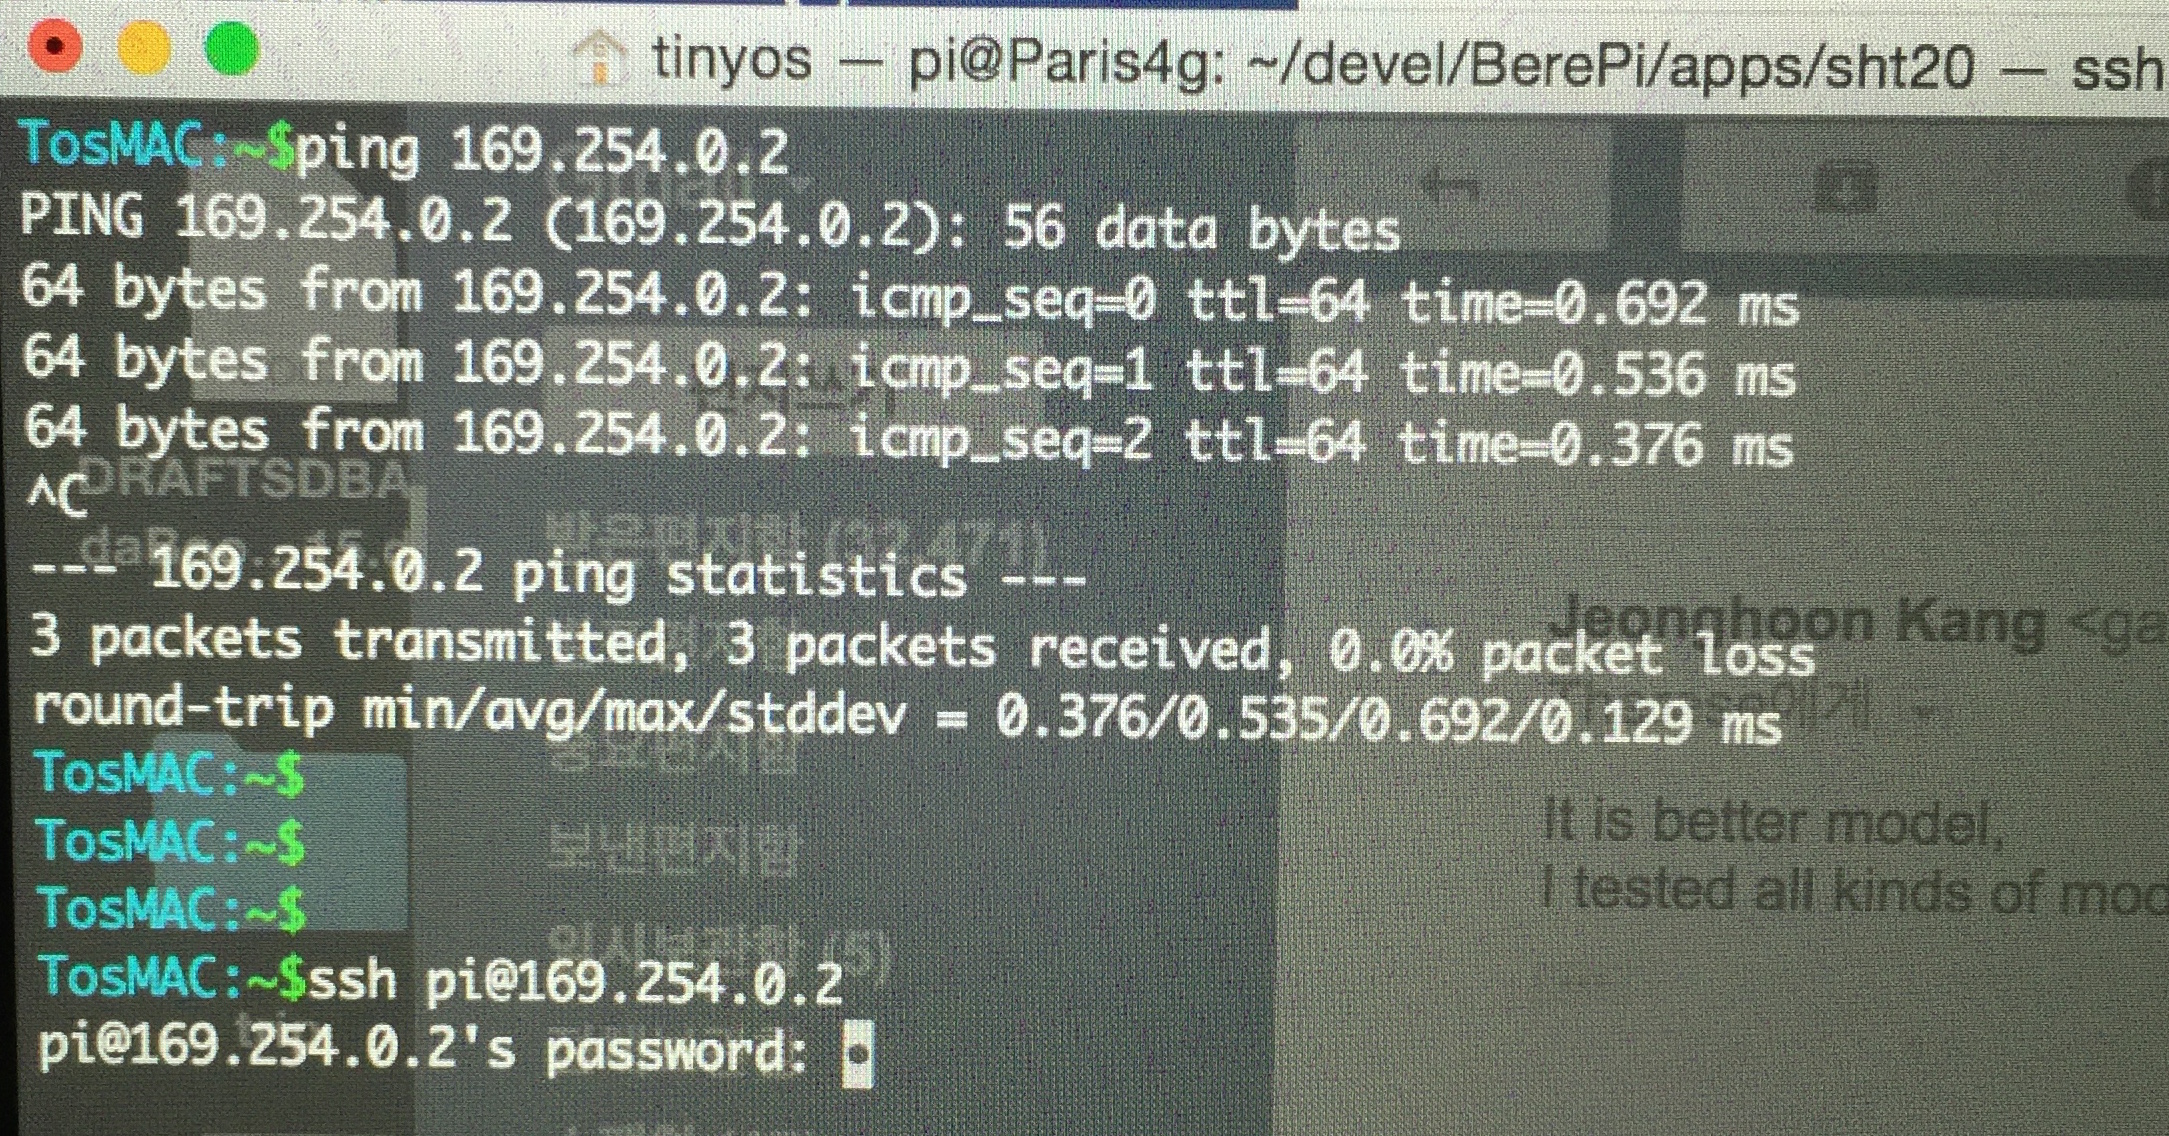 tinyos — pi@Paris4g: ~/devel/BerePi/apps/sht20 — ssh
TosMAC:~$ping 169.254.0.2
PING 169.254.0.2 (169.254.0.2): 56 data bytes
64 bytes from 169.254.0.2: icmp_seq=0 ttl=64 time=0.692 ms
64 bytes from 169.254.0.2: icmp_seq=1 ttl=64 time=0.536 ms
64 bytes from 169.254.0.2: icmp_seq=2 ttl=64 time=0.376 ms
^C
DRAFTSDBA
받은편지함 (32,471)
--- 169.254.0.2 ping statistics ---
Jeonghoon Kang <ga
3 packets transmitted, 3 packets received, 0.0% packet loss
round-trip min/avg/max/stddev = 0.376/0.535/0.692/0.129 ms
중요편지함
TosMAC:~$
It is better model,
TosMAC:~$
보낸편지함
I tested all kinds of mod
TosMAC:~$
임시보관함 (5)
TosMAC:~$ssh pi@169.254.0.2
pi@169.254.0.2's password: